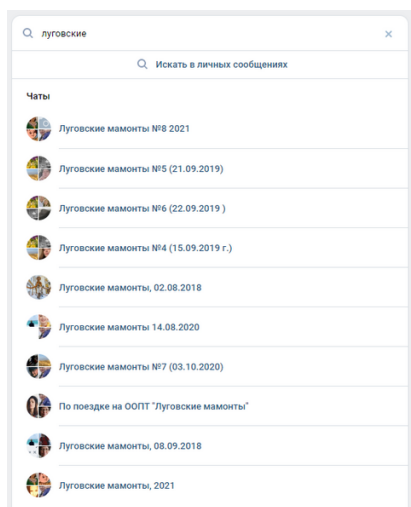 луговские
Искать в личных сообщениях
Чаты
Луговские мамонты №8 2021
Луговские мамонты №5 (21.09.2019)
Луговские мамонты №6 (22.09.2019 )
Луговские мамонты №4 (15.09.2019 г.)
Луговские мамонты, 02.08.2018
Луговские мамонты 14.08.2020
Луговские мамонты №7 (03.10.2020)
По поездке на ООПТ "Луговские мамонты"
Луговские мамонты, 08.09.2018
Луговские мамонты, 2021